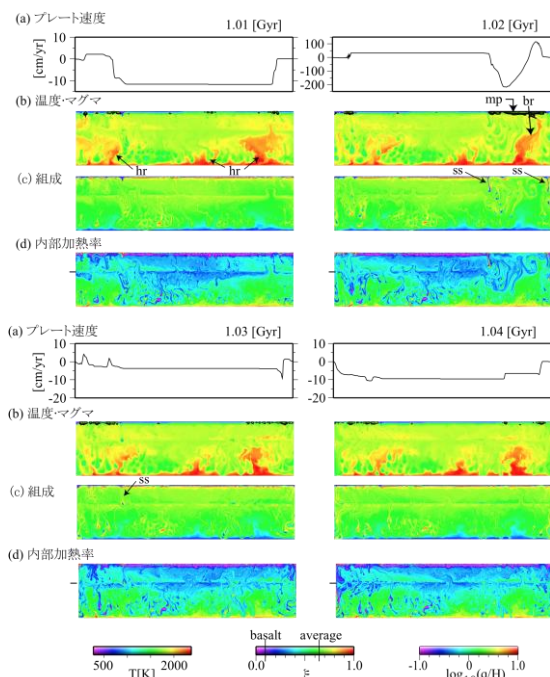 (a) プレート速度
1.01 [Gyr]
1.02 [Gyr]
[cm/yr]
10
0
-10
100
0
-100
-200
(b) 温度・マグマ
mp
br
hr
hr
(c) 組成
ss
ss
(d) 内部加熱率
(a) プレート速度
1.03 [Gyr]
1.04 [Gyr]
[cm/yr]
10
0
-10
-20
10
0
-10
-20
(b) 温度・マグマ
(c) 組成
ss
(d) 内部加熱率
basalt average
500 2000
T[K]
0.0 1.0
ξ
-1.0 1.0